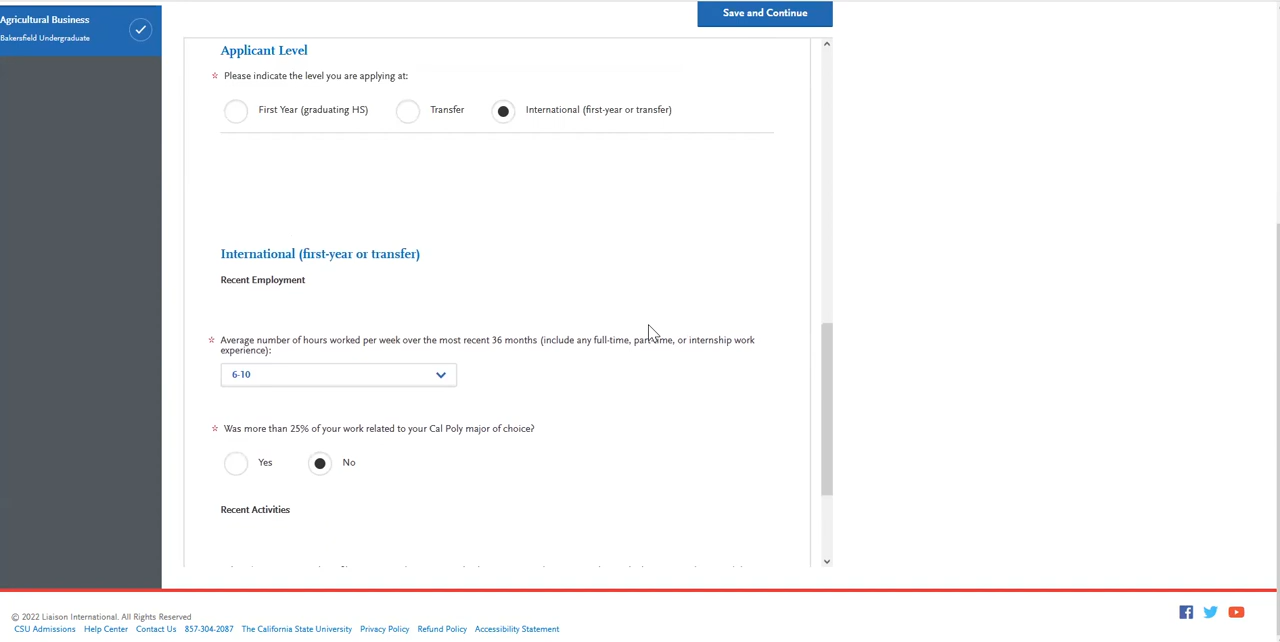 Agricultural Business
Bakersfield Undergraduate
Save and Continue
Applicant Level
☆ Please indicate the level you are applying at:
First Year (graduating HS) Transfer International (first-year or transfer)
International (first-year or transfer)
Recent Employment
☆ Average number of hours worked per week over the most recent 36 months (include any full-time, part-time, or internship work
experience):
6-10
☆ Was more than 25% of your work related to your Cal Poly major of choice?
Yes No
Recent Activities
© 2022 Liaison International. All Rights Reserved
CSU Admissions Help Center Contact Us 857-304-2087 The California State University Privacy Policy Refund Policy Accessibility Statement